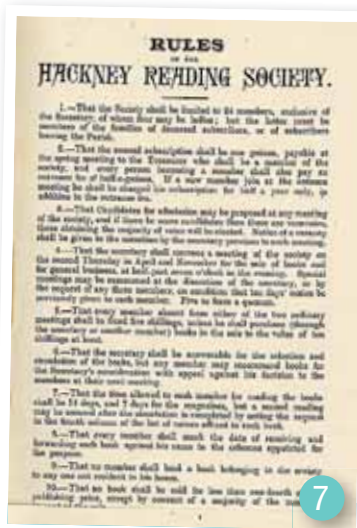 RULES
OF THE
HACKNEY READING SOCIETY.
1.—That the Society shall be limited to 24 members, exclusive of
the Secretary, of whom four may be ladies; but the latter must be
members of the families of deceased subscribers, or of subscribers
leaving the Parish.
2.—That the annual subscription shall be one guinea, payable at
the spring meeting to the Treasurer who shall be a member of the
society, and every person becoming a member shall also pay an
entrance fee of half-a-guinea. If a new member join at the autumn
meeting he shall be charged his subscription for half a year only, in
addition to the entrance fee.
3.—That Candidates for admission may be proposed at any meeting
of the society, and if there be more candidates than there are vacancies,
those obtaining the majority of votes will be elected. Notice of a vacancy
shall be given to the members by the secretary previous to each meeting.
4.—That the secretary shall convene a meeting of the society on
the second Thursday in April and November for the sale of books and
for general business, at half-past seven o'clock in the evening. Special
meetings may be summoned at the discretion of the secretary, or by
the request of any three members, on condition that ten days' notice be
previously given to each member. Five to form a quorum.
5.—That every member absent from either of the two ordinary
meetings shall be fined five shillings, unless he shall purchase (through
the secretary or another member) books in the sale to the value of ten
shillings at least.
6.—That the secretary shall be answerable for the selection and
circulation of the books, but any member may recommend books for
the Secretary's consideration with appeal against his decision to the
members at their next meeting.
7.—That the time allowed to each member for reading the books
shall be 14 days, and 7 days for the magazines, but a second reading
may be secured after the circulation is completed by noting the request
in the fourth column of the list of names affixed to each book.
8.—That every member shall mark the date of receiving and
forwarding each book against his name in the columns appointed for
the purpose.
9.—That no member shall lend a book belonging to the society
to any one not resident in his house.
10.—That no book shall be sold for less than one-fourth
publishing price, except by consent of a majority of the
7